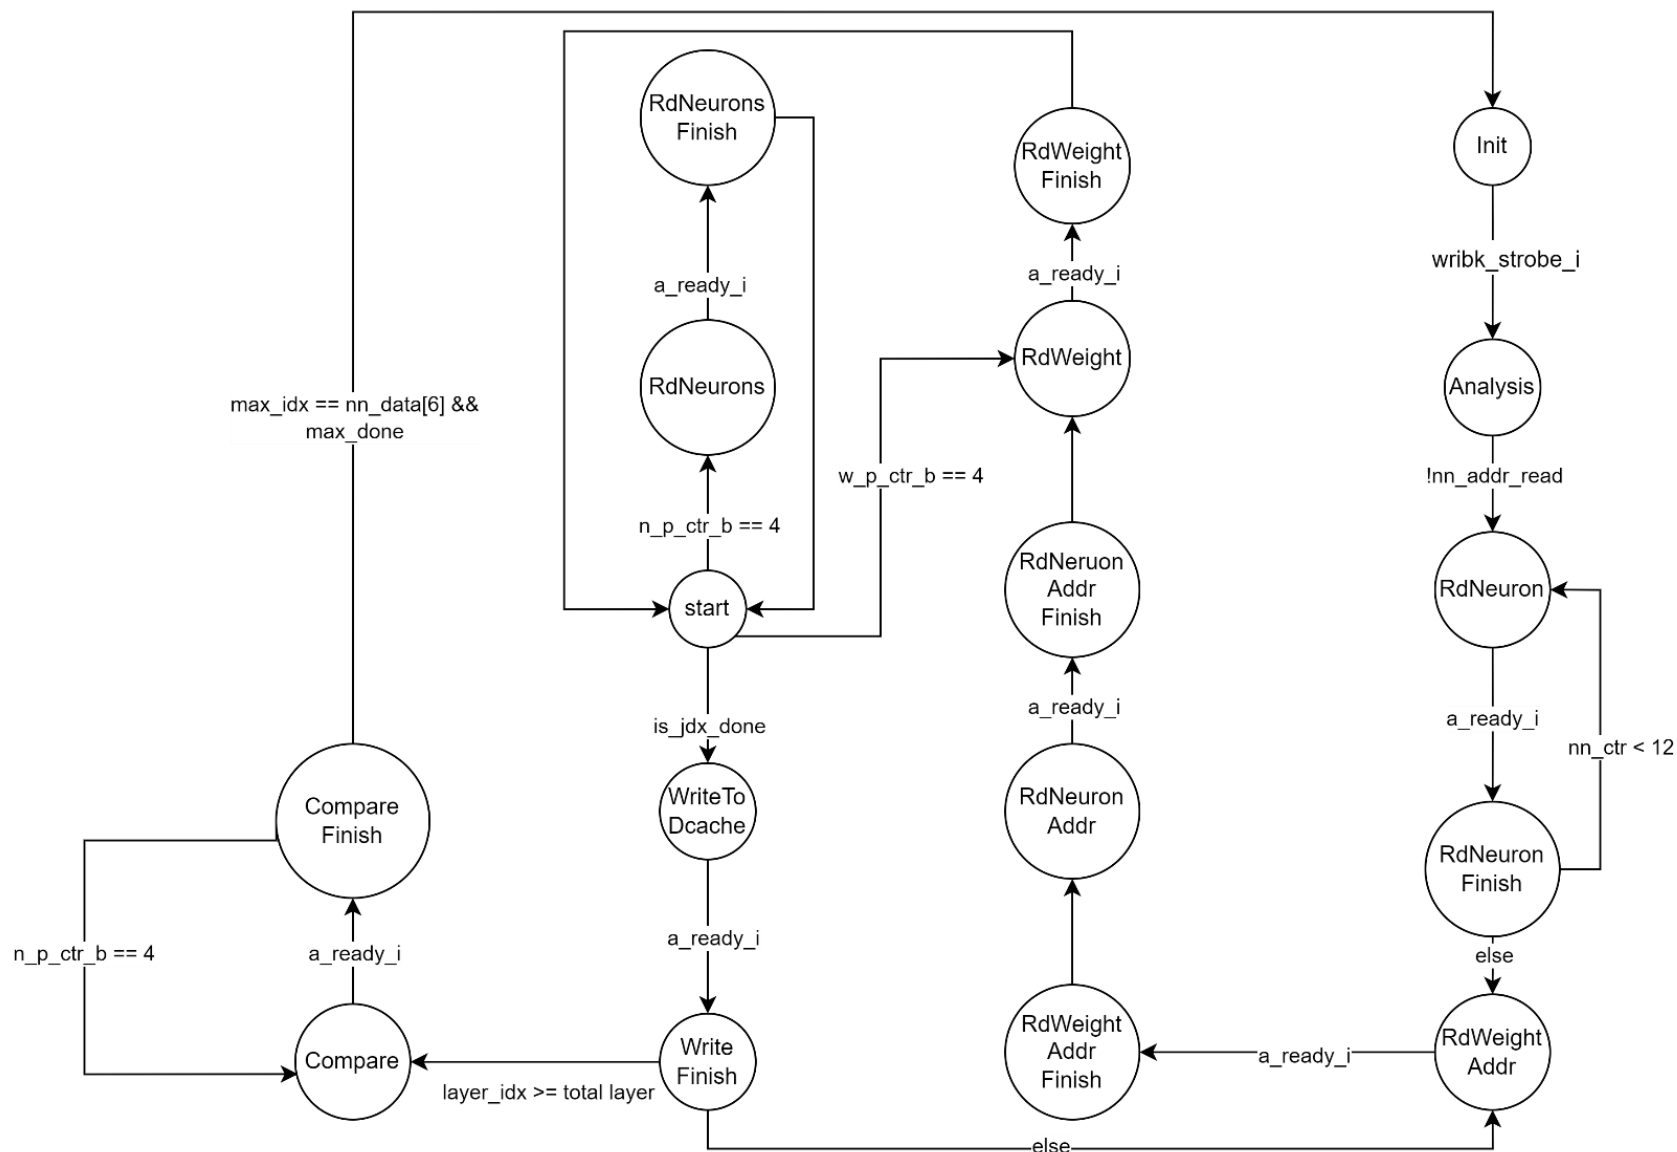 RdNeurons
Finish
RdWeight
Finish
Init
a_ready_i
a_ready_i
wribk_strobe_i
RdNeurons
RdWeight
Analysis
max_idx == nn_data[6] &&
max_done
w_p_ctr_b == 4
!nn_addr_read
n_p_ctr_b == 4
start
RdNeruon
Addr
Finish
RdNeuron
is_jdx_done
a_ready_i
a_ready_i
nn_ctr < 12
Compare
Finish
WriteTo
Dcache
RdNeuron
Addr
RdNeuron
Finish
n_p_ctr_b == 4
a_ready_i
a_ready_i
else
Compare
layer_idx >= total layer
Write
Finish
RdWeight
Addr
Finish
a_ready_i
RdWeight
Addr
else